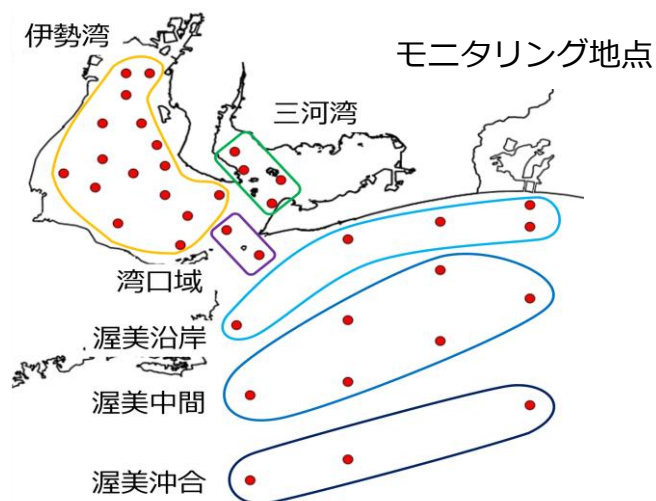 伊勢湾
モニタリング地点
三河湾
湾口域
渥美沿岸
渥美中間
渥美沖合